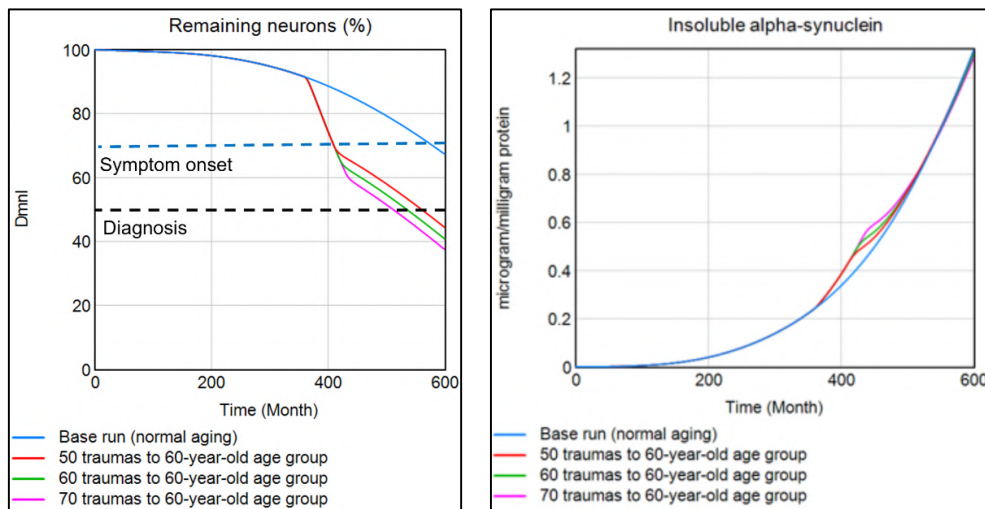 Remaining neurons (%)
100
80
60
40
20
0
Dmnl
Symptom onset
Diagnosis
0
200
400
600
Time (Month)
Base run (normal aging)
50 traumas to 60-year-old age group
60 traumas to 60-year-old age group
70 traumas to 60-year-old age group
Insoluble alpha-synuclein
1.2
1
0.8
0.6
0.4
0.2
0
microgram/milligram protein
0
200
400
600
Time (Month)
Base run (normal aging)
50 traumas to 60-year-old age group
60 traumas to 60-year-old age group
70 traumas to 60-year-old age group